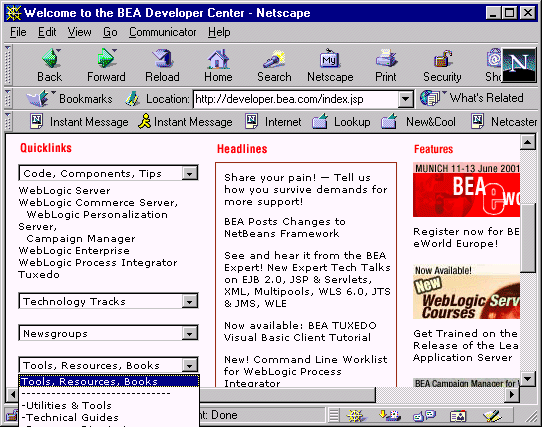 Welcome to the BEA Developer Center - Netscape
File Edit View Go Communicator Help
Back Forward Reload Home Search Netscape Print Security
My
N
Bookmarks Location: http://developer.bea.com/index.jsp What's Related
Instant Message Instant Message Internet Lookup New&Cool Netcaster
Quicklinks
Code, Components, Tips
WebLogic Server
WebLogic Commerce Server,
WebLogic Personalization
Server,
Campaign Manager
WebLogic Enterprise
WebLogic Process Integrator
Tuxedo
Technology Tracks
Newsgroups
Tools, Resources, Books
Tools, Resources, Books
----------------------------
-Utilities & Tools
-Technical Guides
Headlines
Share your pain! — Tell us
how you survive demands for
more support!
BEA Posts Changes to
NetBeans Framework
See and hear it from the BEA
Expert! New Expert Tech Talks
on EJB 2.0, JSP & Servlets,
XML, Multipools, WLS 6.0, JTS
& JMS, WLE
Now available: BEA TUXEDO
Visual Basic Client Tutorial
New! Command Line Worklist
for WebLogic Process
Integrator
Features
MUNICH 11-13 June 2001
BEA
eWo
Register now for BE
eWorld Europe!
Now Available!
New
WebLogic Serv
Courses
Get Trained on the
Release of the Lea
Application Server
BEA Campaign Manager for
nt: Done